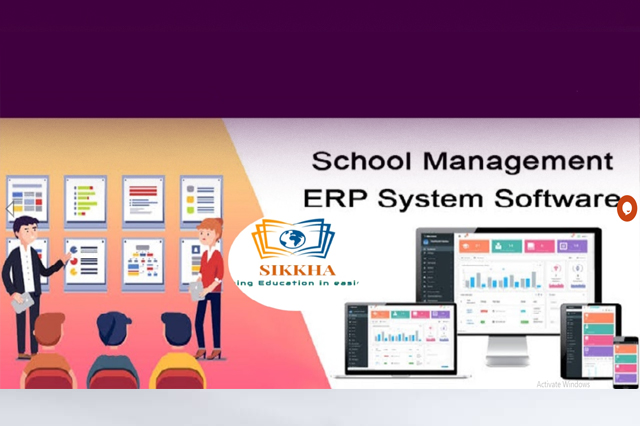 School Management
ERP System Software
SIKKHA
ing Education in easi
Activate Windows